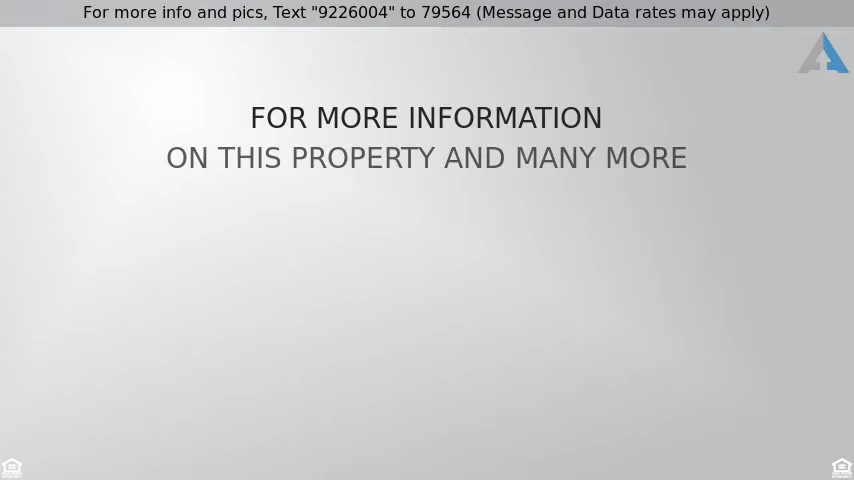 For more info and pics, Text "9226004" to 79564 (Message and Data rates may apply)
FOR MORE INFORMATION
ON THIS PROPERTY AND MANY MORE